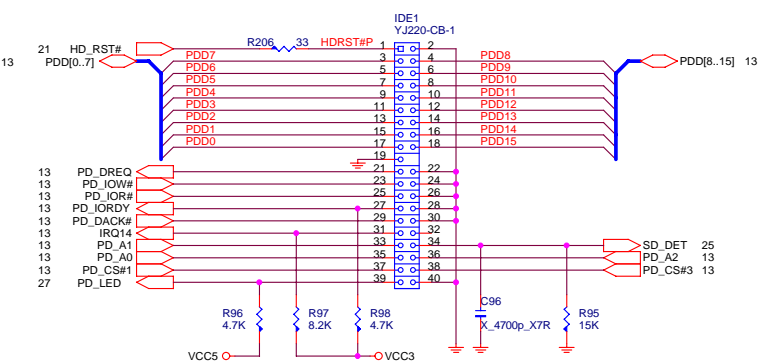 IDE1
YJ220-CB-1
21 HD_RST# R206 33 HDRST#P 1 2
13 PDD[0..7] PDD7 3 4 PDD8 PDD[8..15] 13
PDD6 5 6 PDD9
PDD5 7 8 PDD10
PDD4 9 10 PDD11
PDD3 11 12 PDD12
PDD2 13 14 PDD13
PDD1 15 16 PDD14
PDD0 17 18 PDD15
19
13 PD_DREQ 21 22
13 PD_IOW# 23 24
13 PD_IOR# 25 26
13 PD_IORDY 27 28
13 PD_DACK# 29 30
13 IRQ14 31 32
13 PD_A1 33 34 SD_DET 25
13 PD_A0 35 36 PD_A2 13
13 PD_CS#1 37 38 PD_CS#3 13
27 PD_LED 39 40
R96 R97 R98 C96 R95
4.7K 8.2K 4.7K X_4700p_X7R 15K
VCC5 VCC3